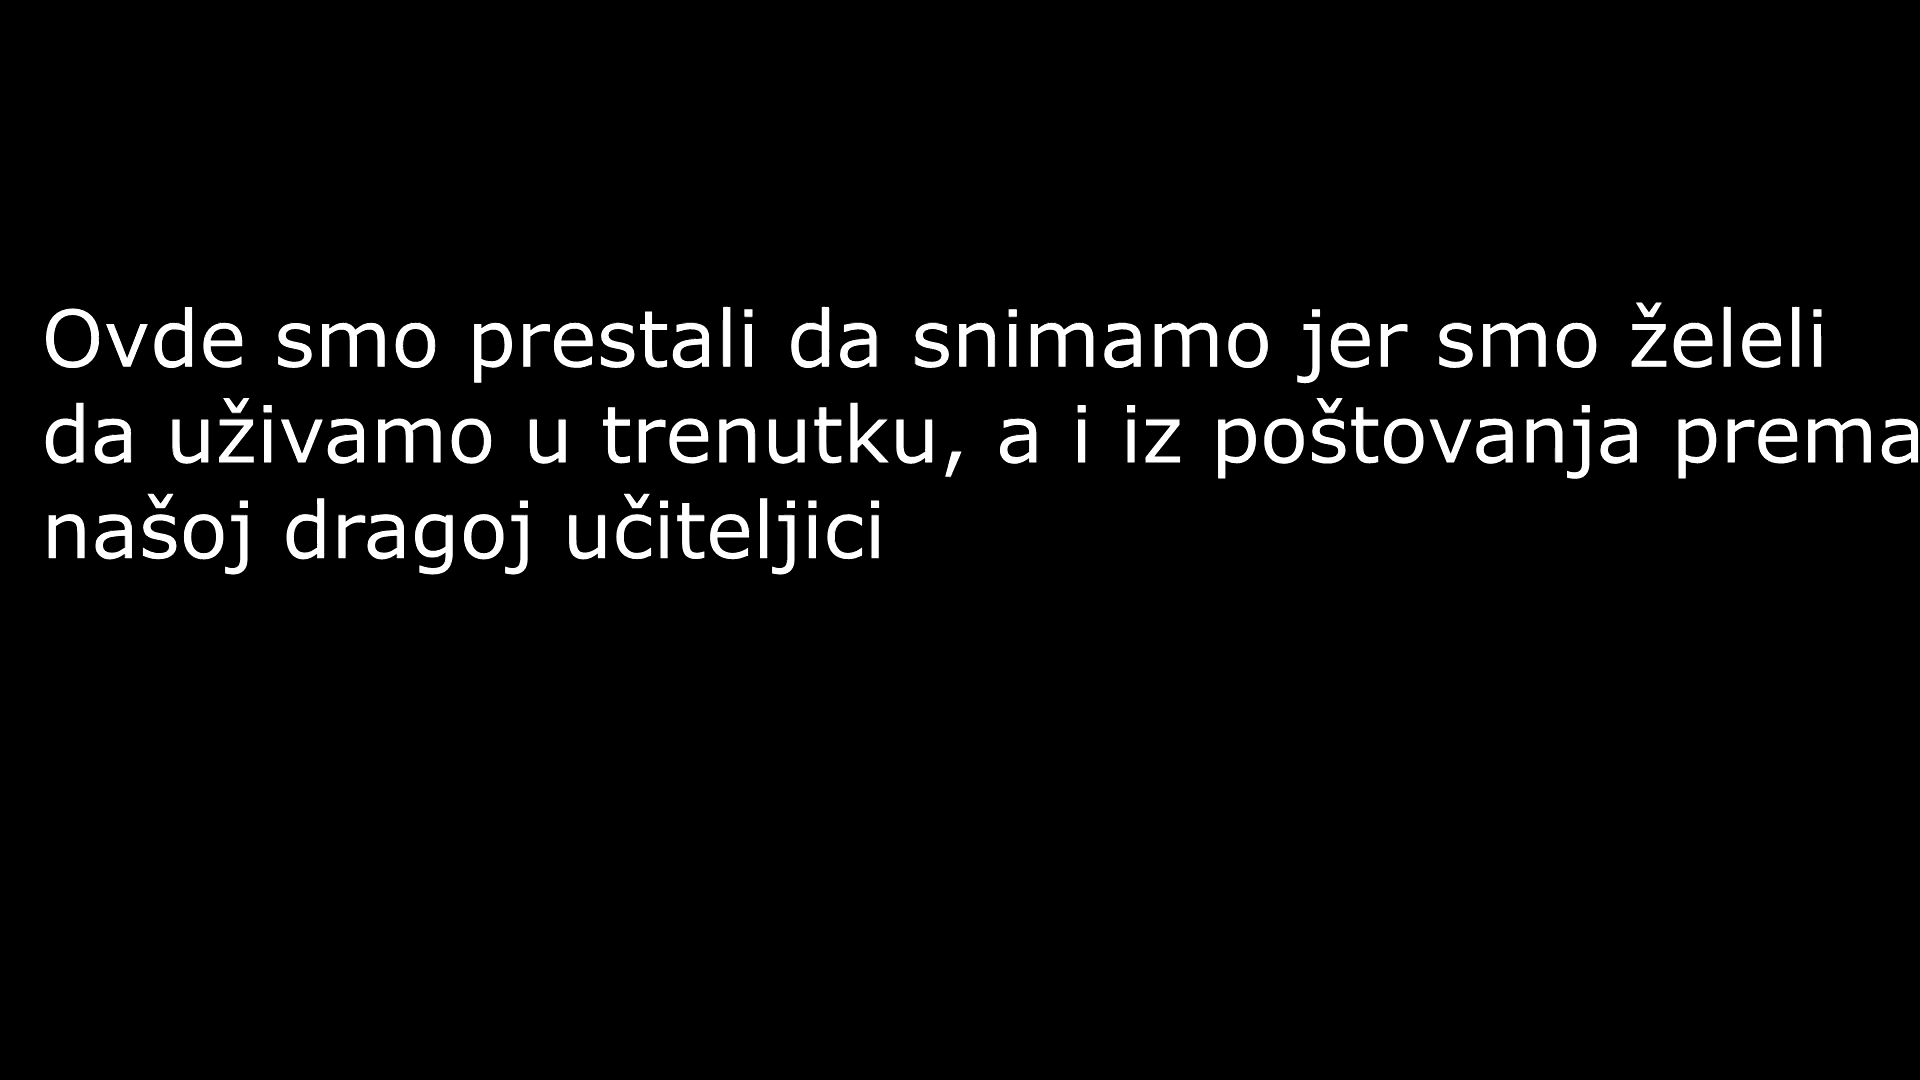 Ovde smo prestali da snimamo jer smo želeli
da uživamo u trenutku, a i iz poštovanja prema
našoj dragoj učiteljici